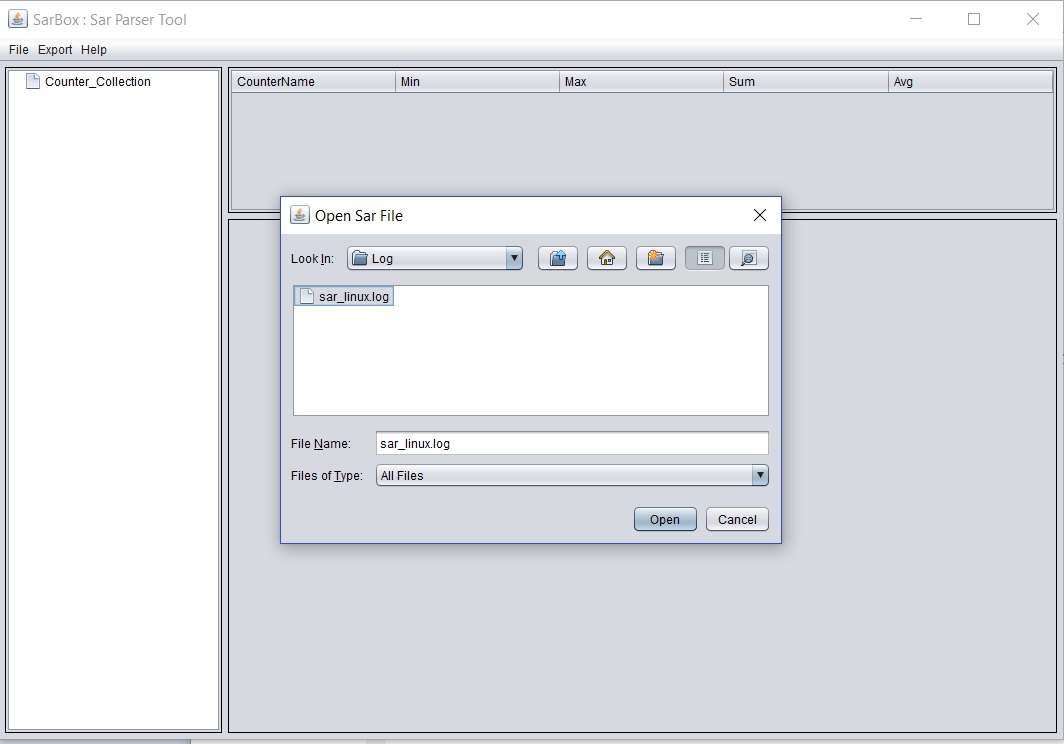 SarBox : Sar Parser Tool
File Export Help
Counter_Collection
CounterName Min Max Sum Avg
Open Sar File
Look In: Log
sar_linux.log
File Name: sar_linux.log
Files of Type: All Files
Open Cancel